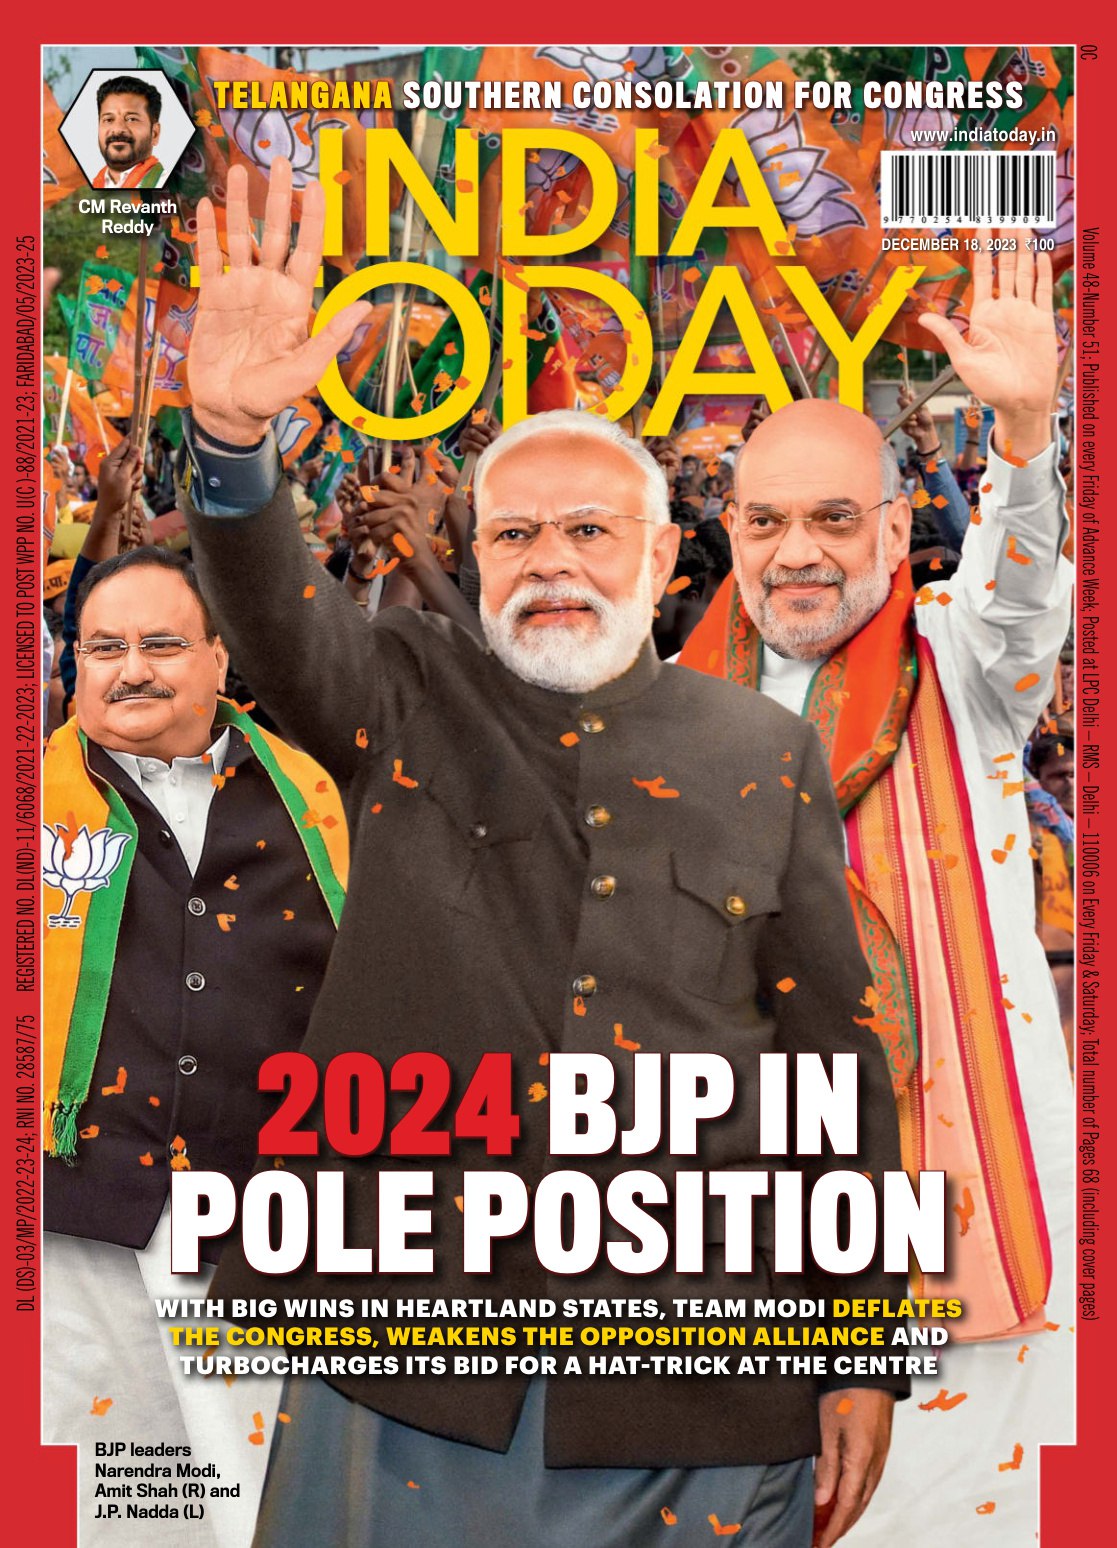 TELANGANA SOUTHERN CONSOLATION FOR CONGRESS
CM Revanth
Reddy
INDIA
TODAY
www.indiatoday.in
9 770254 839909
DECEMBER 18, 2023 ₹100
OC
DL (DS)-03/MP/2022-23-24; RNI NO. 28587/75 REGISTERED NO. DL(ND)-11/6068/2021-22-2023; LICENSED TO POST WPP NO. U(C )-88/2021-23; FARIDABAD/05/2023-25
Volume 48-Number 51; Published on every Friday of Advance Week; Posted at LPC Delhi – RMS – Delhi – 110006 on Every Friday & Saturday; Total number of Pages 68 (including cover pages)
2024 BJP IN
POLE POSITION
WITH BIG WINS IN HEARTLAND STATES, TEAM MODI DEFLATES
THE CONGRESS, WEAKENS THE OPPOSITION ALLIANCE AND
TURBOCHARGES ITS BID FOR A HAT-TRICK AT THE CENTRE
BJP leaders
Narendra Modi,
Amit Shah (R) and
J.P. Nadda (L)